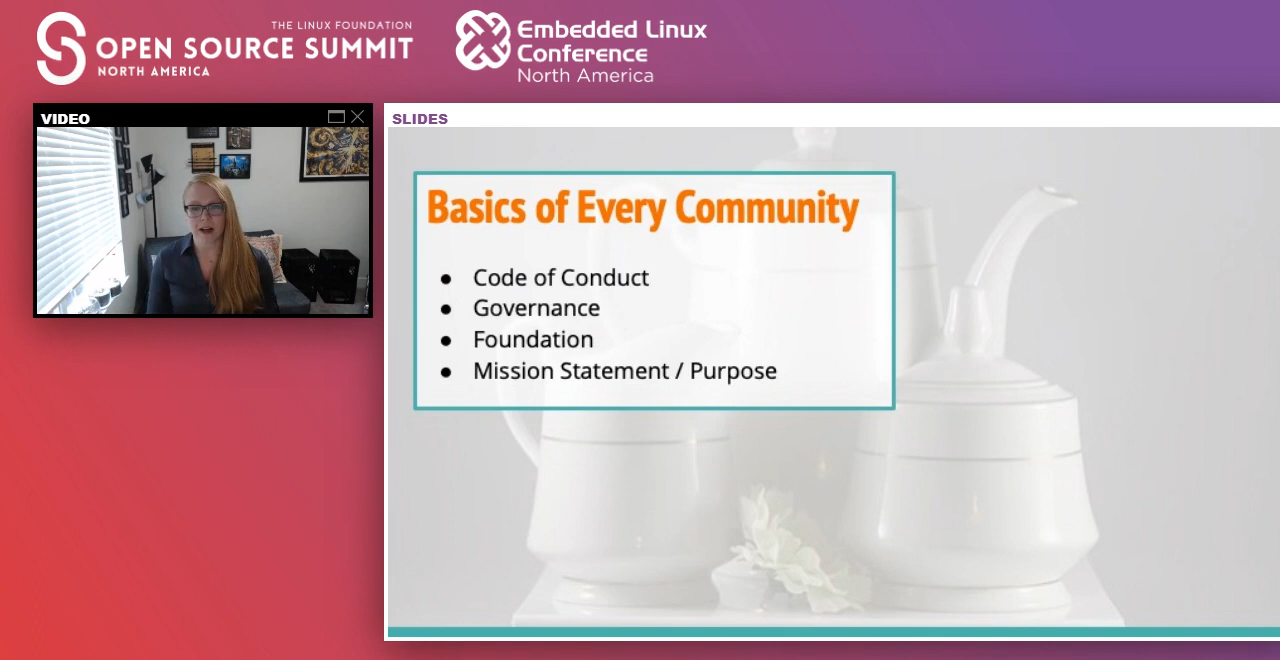 THE LINUX FOUNDATION
OPEN SOURCE SUMMIT
NORTH AMERICA
Embedded Linux
Conference
North America
VIDEO
SLIDES
Basics of Every Community
● Code of Conduct
● Governance
● Foundation
● Mission Statement / Purpose